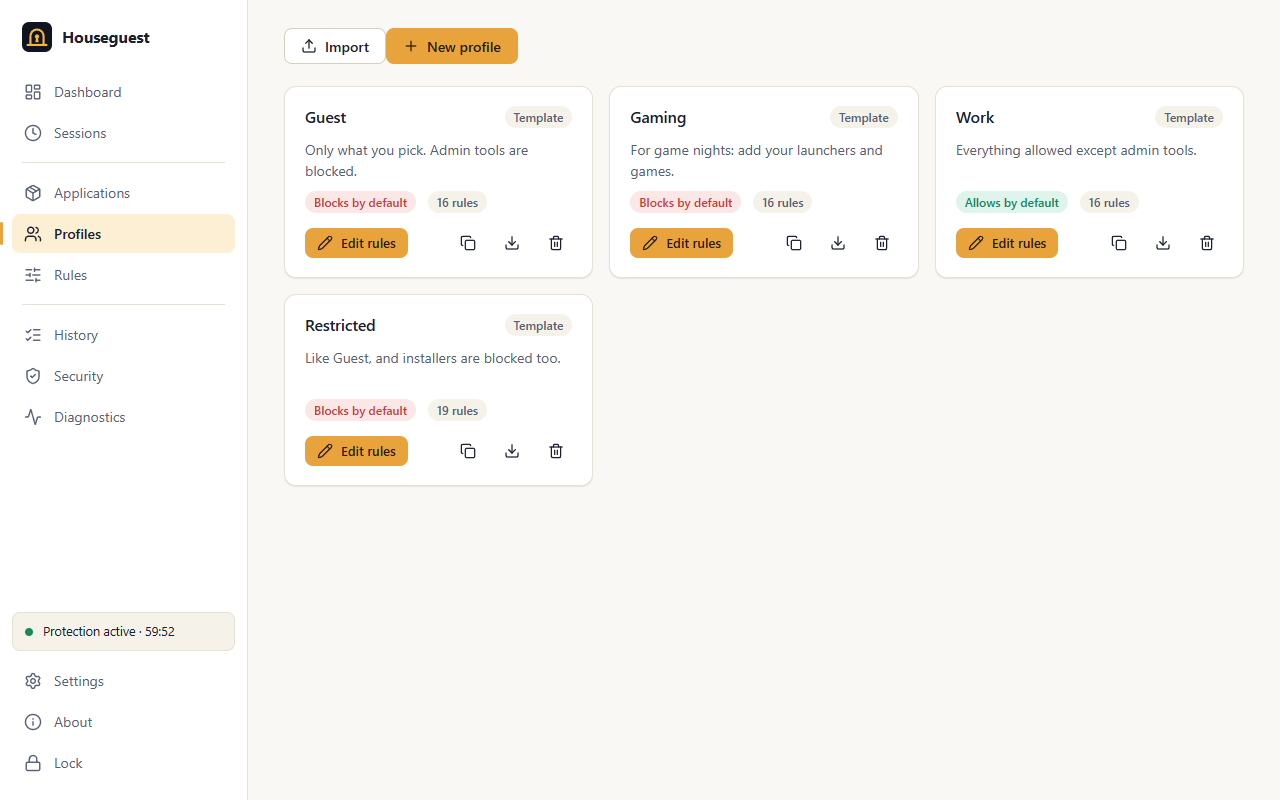 Houseguest
Dashboard
Sessions
Applications
Profiles
Rules
History
Security
Diagnostics
Protection active · 59:52
Settings
About
Lock
Import
New profile
Guest
Template
Only what you pick. Admin tools are
blocked.
Blocks by default
16 rules
Edit rules
Gaming
Template
For game nights: add your launchers and
games.
Blocks by default
16 rules
Edit rules
Work
Template
Everything allowed except admin tools.
Allows by default
16 rules
Edit rules
Restricted
Template
Like Guest, and installers are blocked too.
Blocks by default
19 rules
Edit rules